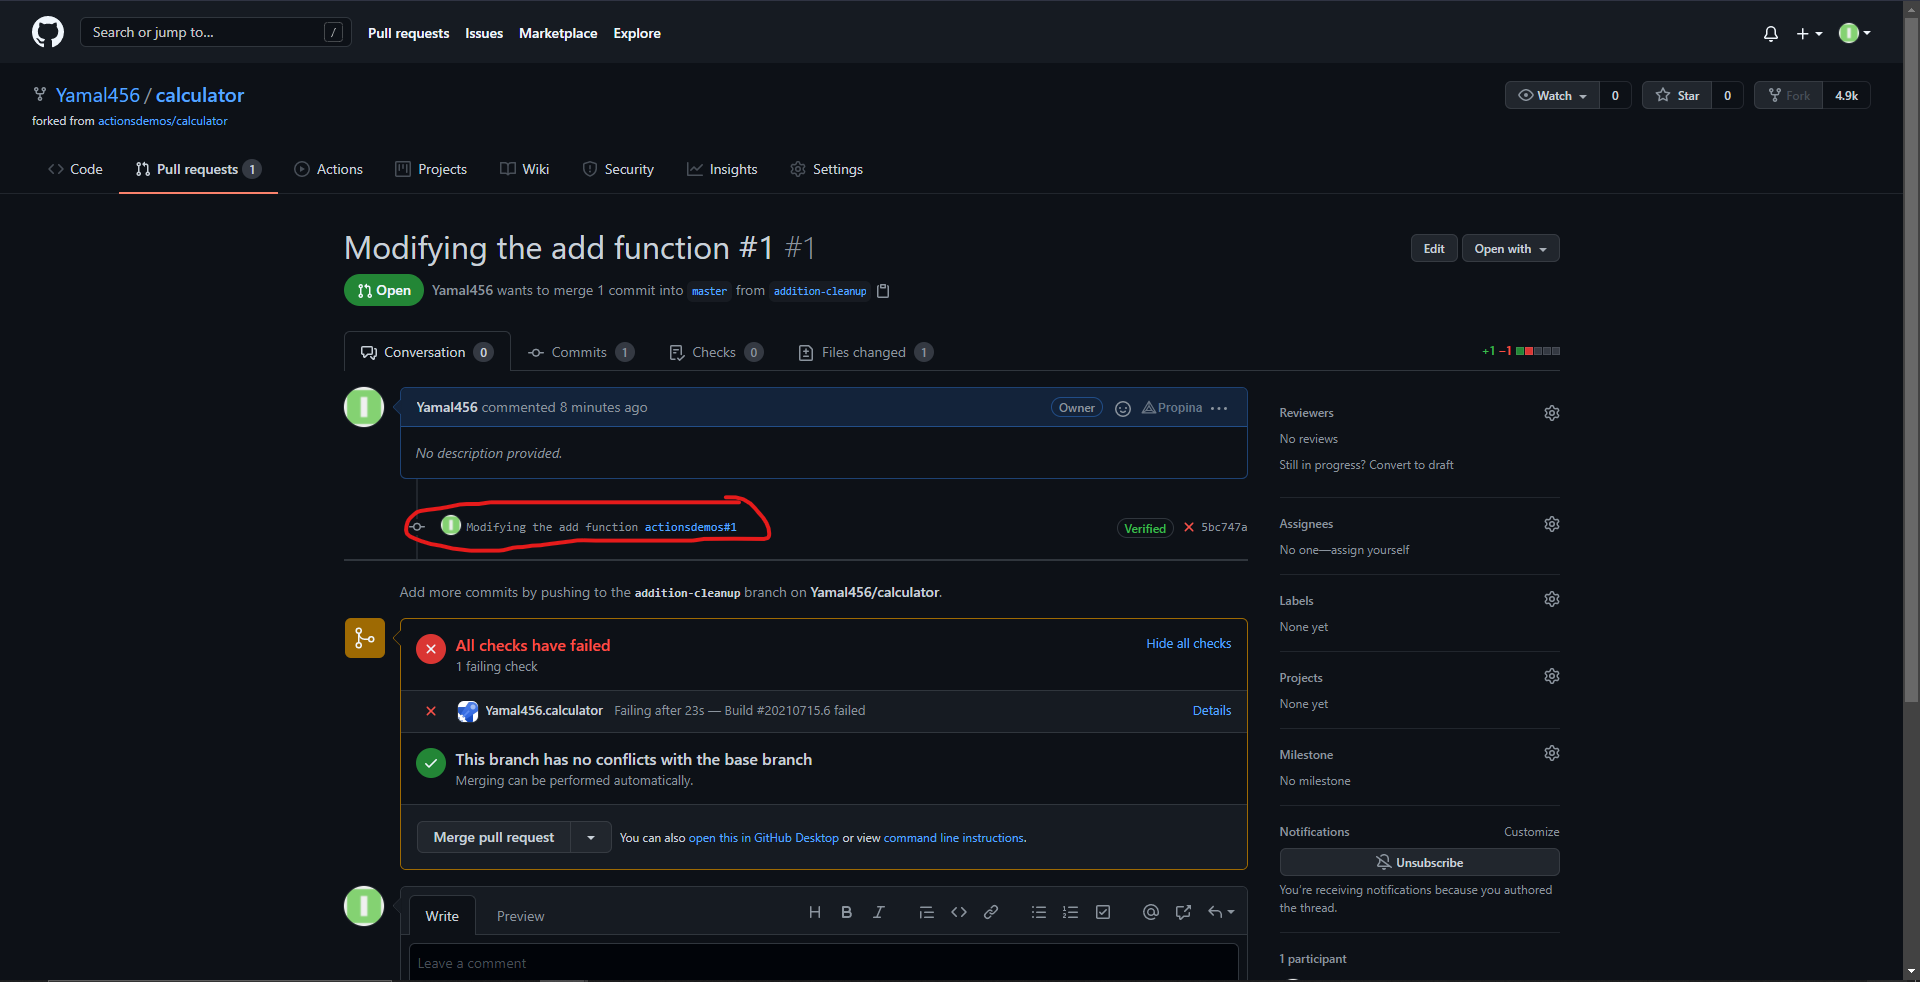 Search or jump to... /
Pull requests Issues Marketplace Explore
Yamal456 / calculator
forked from actionsdemos/calculator
Watch 0 Star 0 Fork 4.9k
Code Pull requests 1 Actions Projects Wiki Security Insights Settings
Modifying the add function #1 #1
Edit Open with
Open Yamal456 wants to merge 1 commit into master from addition-cleanup
Conversation 0 Commits 1 Checks 0 Files changed 1
+1 −1
Yamal456 commented 8 minutes ago
Owner Propina ...
No description provided.
Modifying the add function actionsdemos#1
Verified 5bc747a
Add more commits by pushing to the addition-cleanup branch on Yamal456/calculator.
All checks have failed
1 failing check
Hide all checks
Yamal456.calculator Failing after 23s — Build #20210715.6 failed
Details
This branch has no conflicts with the base branch
Merging can be performed automatically.
Merge pull request
You can also open this in GitHub Desktop or view command line instructions.
Write Preview
H B I
Leave a comment
Reviewers
No reviews
Still in progress? Convert to draft
Assignees
No one—assign yourself
Labels
None yet
Projects
None yet
Milestone
No milestone
Notifications
Customize
Unsubscribe
You're receiving notifications because you authored
the thread.
1 participant